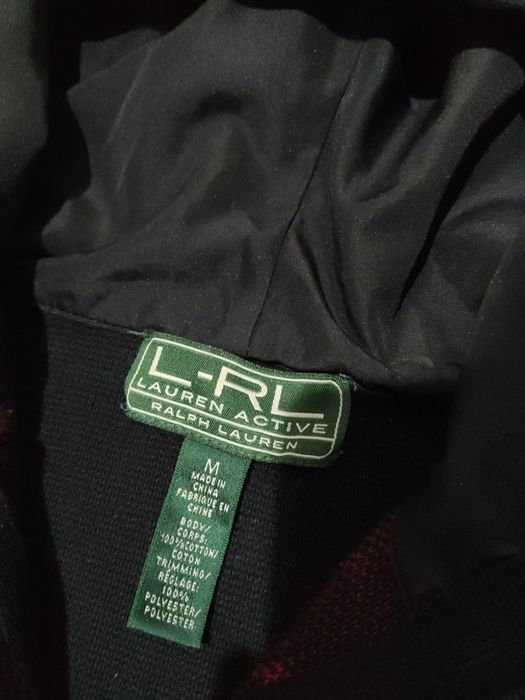 L-RL
LAUREN ACTIVE
RALPH LAUREN
M
MADE IN
CHINA
FABRIQUE EN
CHINE
BODY/
CORPS:
100%COTTON/
COTON
TRIMMING/
RÉGLAGE:
100%
POLYESTER/
POLYESTER